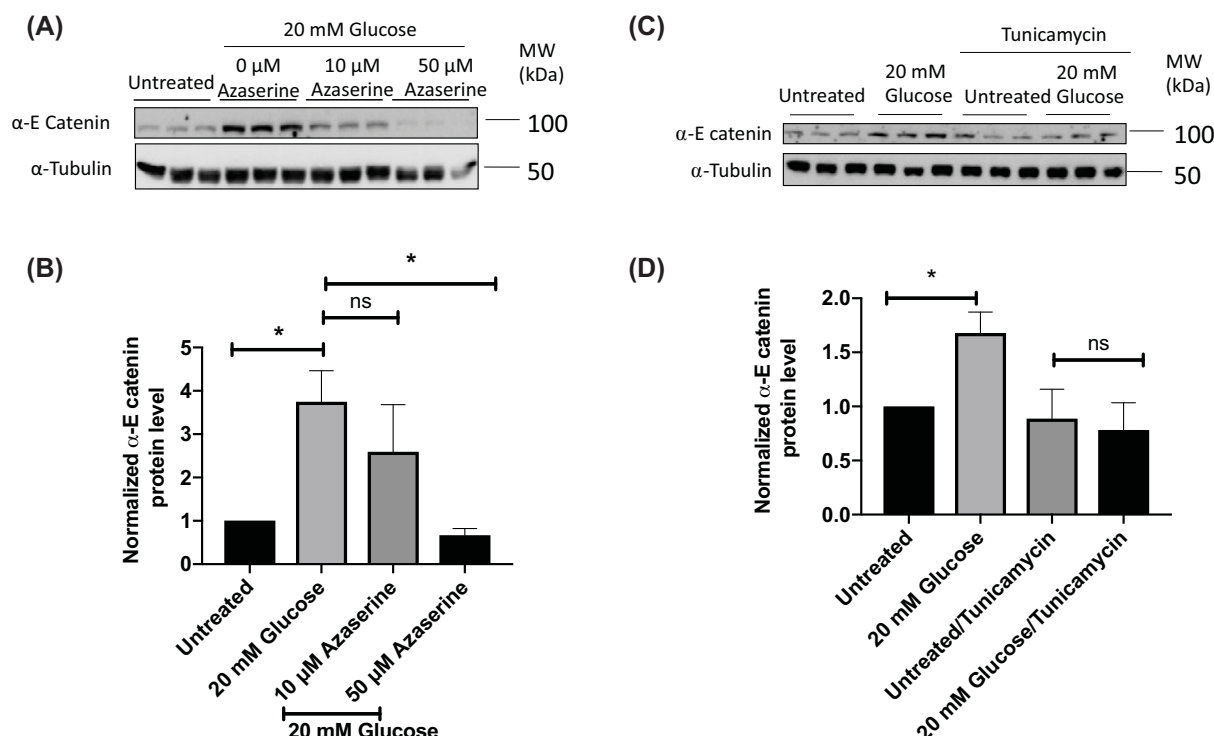 (A)
20 mM Glucose
MW
(kDa)
0 µM 10 µM 50 µM
Untreated Azaserine Azaserine Azaserine
α-E Catenin 100
α-Tubulin 50
(C)
Tunicamycin
MW
(kDa)
20 mM 20 mM
Untreated Glucose Untreated Glucose
α-E catenin 100
α-Tubulin 50
(B)
*
ns
*
Normalized α-E catenin
protein level
5
4
3
2
1
0
Untreated
20 mM Glucose
10 µM Azaserine
50 µM Azaserine
20 mM Glucose
(D)
*
ns
Normalized α-E catenin
protein level
2.0
1.5
1.0
0.5
0.0
Untreated
20 mM Glucose
Untreated/Tunicamycin
20 mM Glucose/Tunicamycin